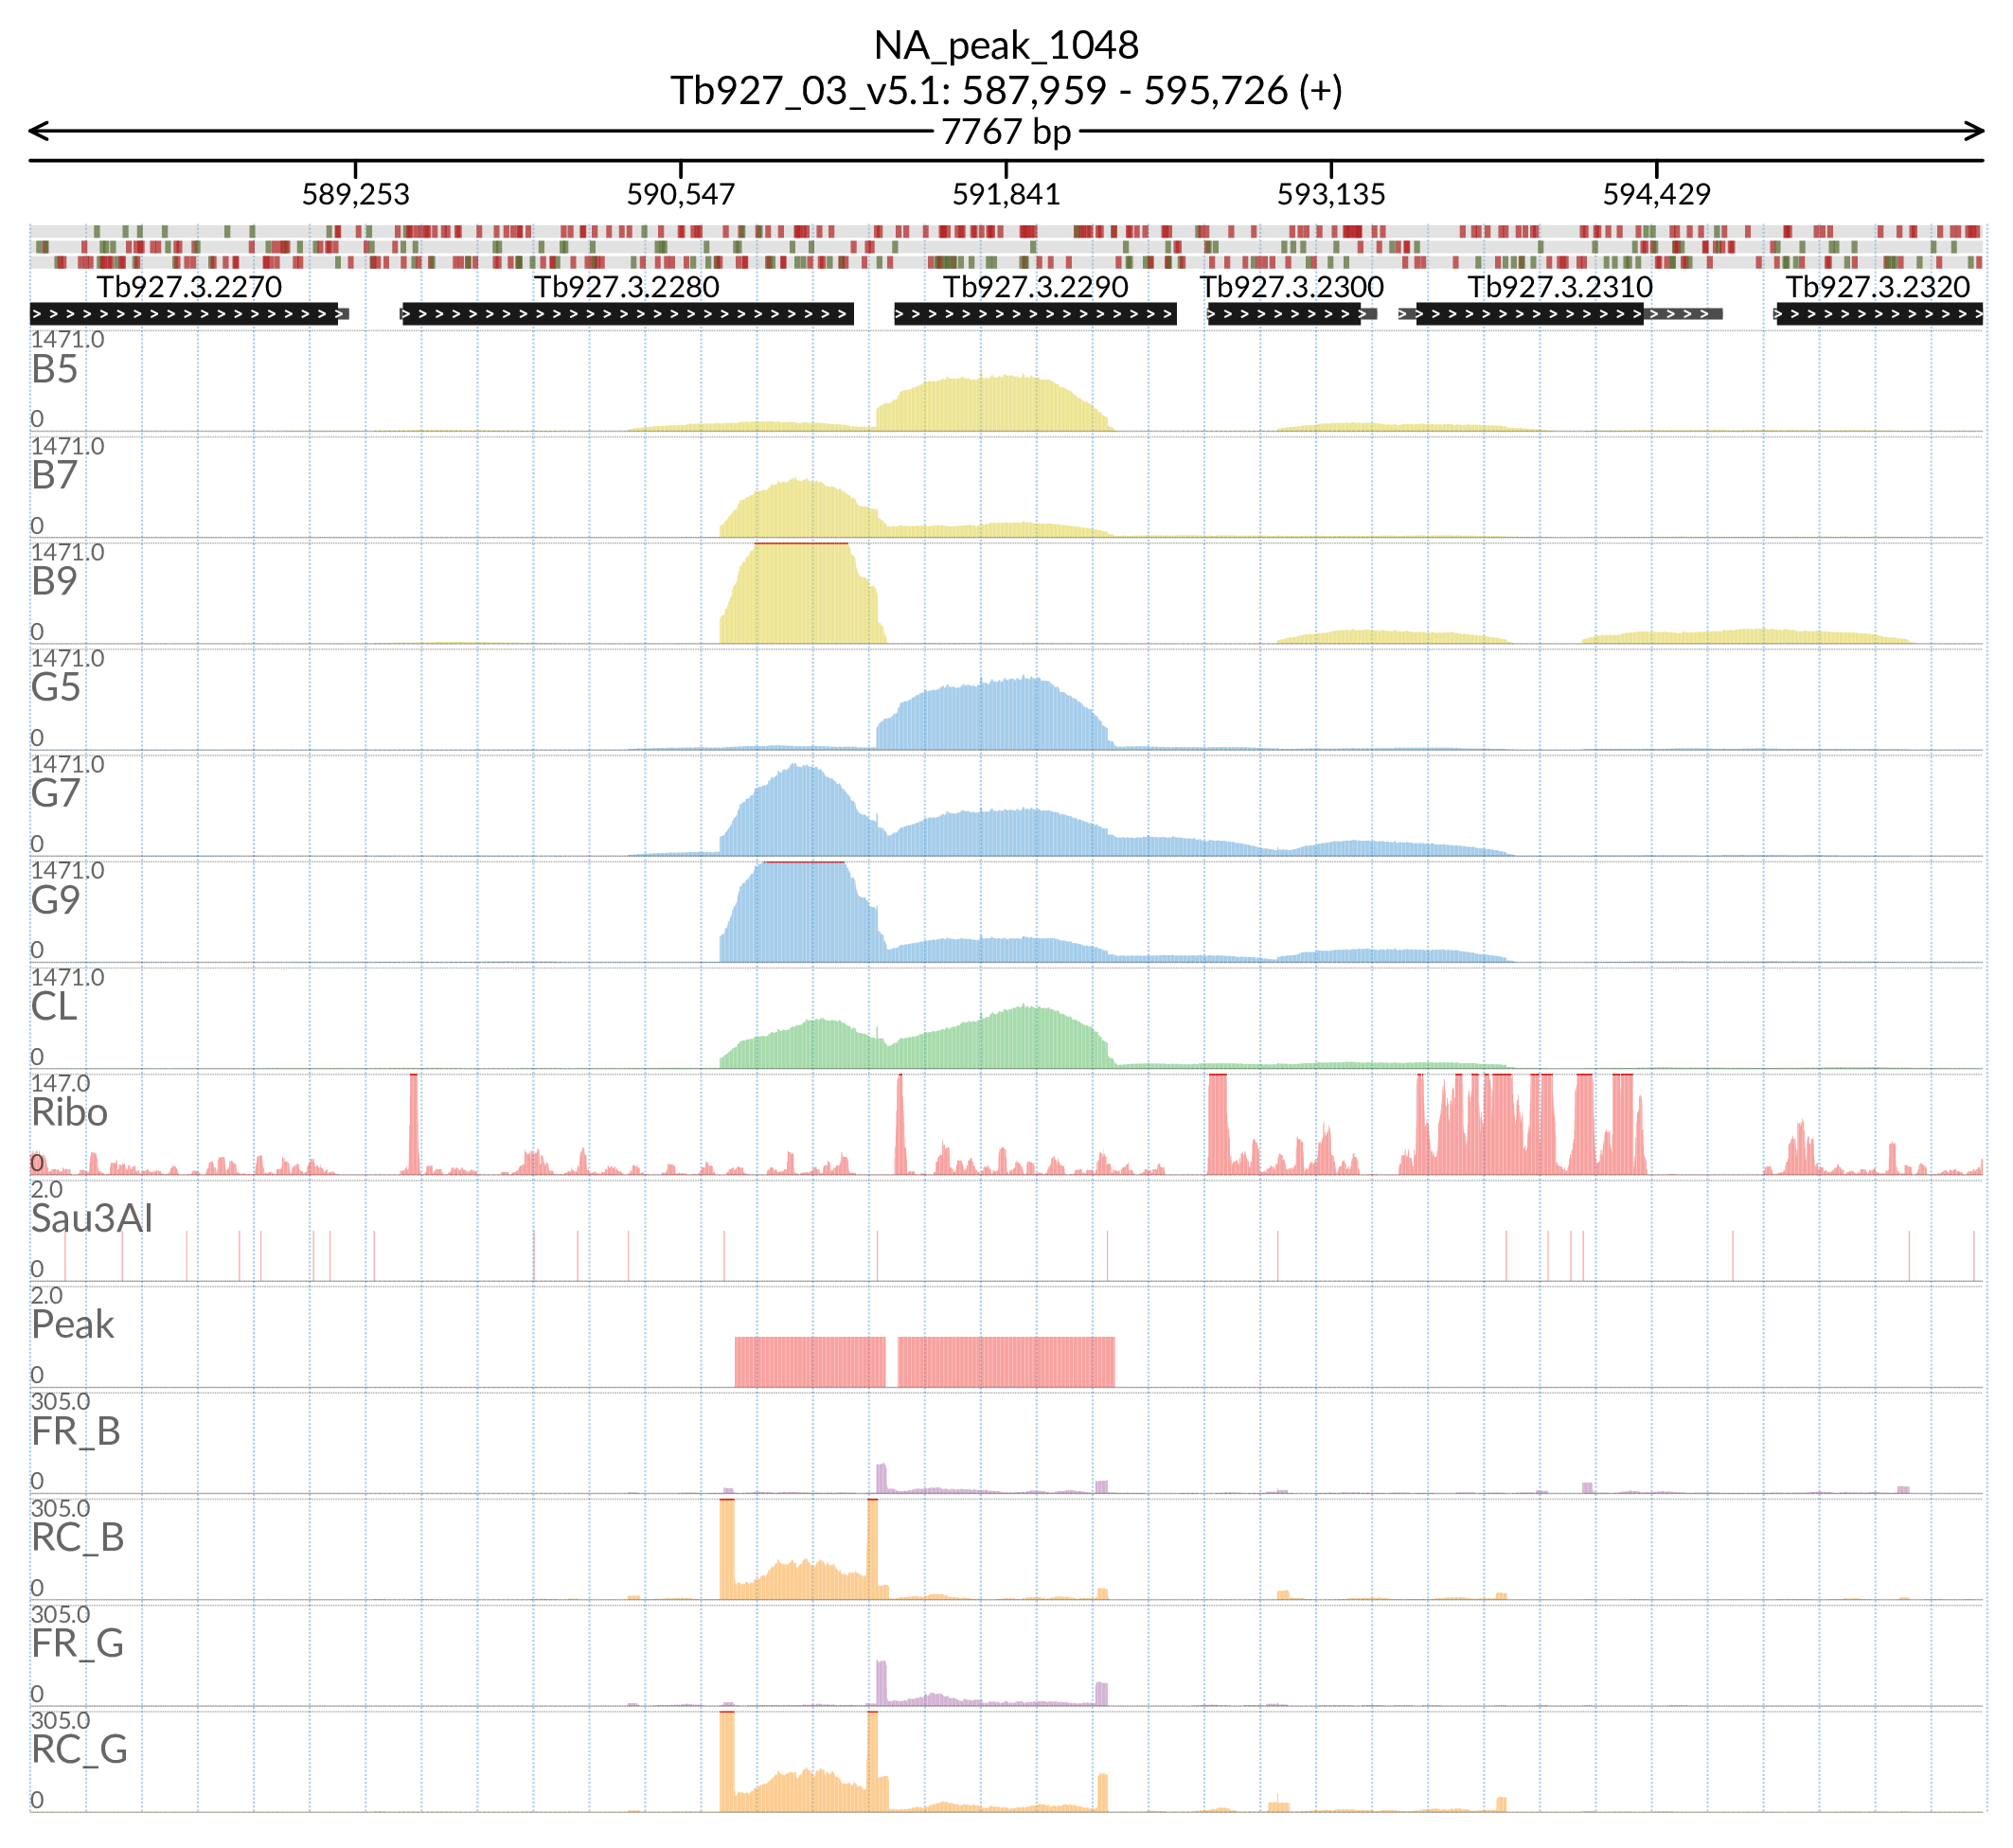 NA_peak_1048
Tb927_03_v5.1: 587,959 - 595,726 (+)
7767 bp
589,253 590,547 591,841 593,135 594,429
Tb927.3.2270 Tb927.3.2280 Tb927.3.2290 Tb927.3.2300 Tb927.3.2310 Tb927.3.2320
1471.0
B5
0
1471.0
B7
0
1471.0
B9
0
1471.0
G5
0
1471.0
G7
0
1471.0
G9
0
1471.0
CL
0
147.0
Ribo
0
2.0
Sau3AI
0
2.0
Peak
0
305.0
FR_B
0
305.0
RC_B
0
305.0
FR_G
0
305.0
RC_G
0